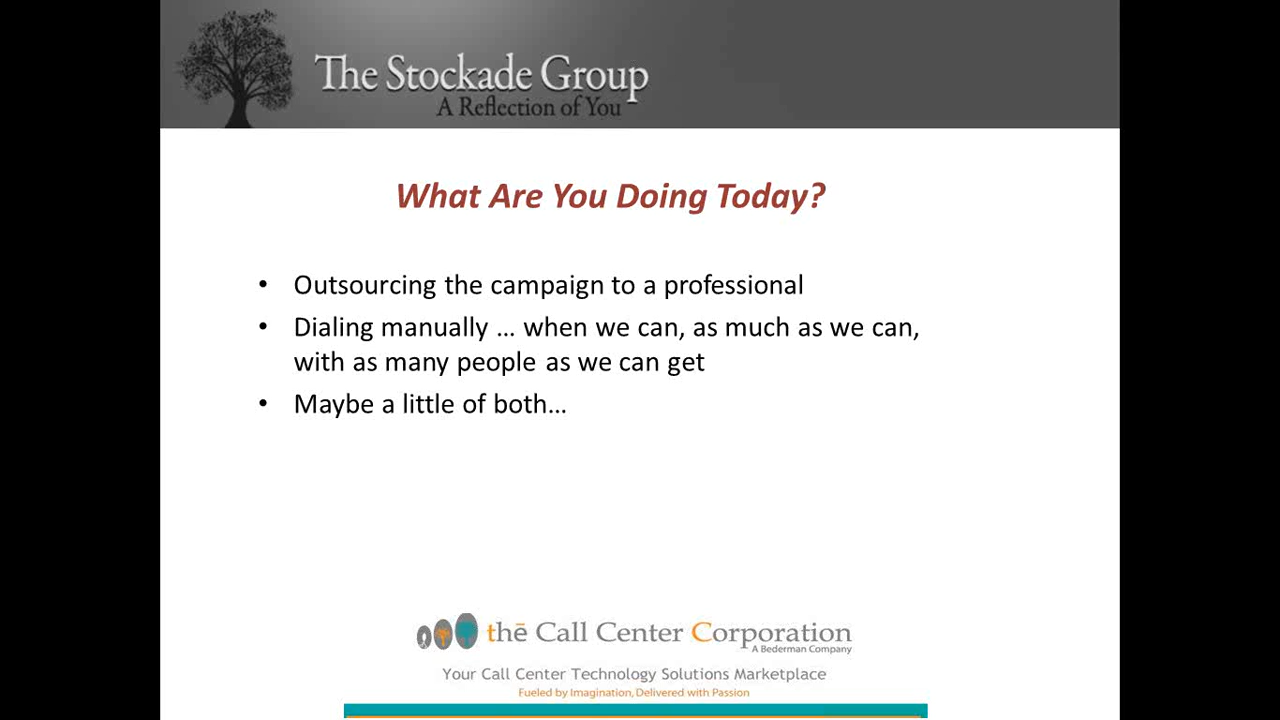 The Stockade Group
A Reflection of You
What Are You Doing Today?
• Outsourcing the campaign to a professional
• Dialing manually … when we can, as much as we can,
with as many people as we can get
• Maybe a little of both…
thē Call Center Corporation
A Bederman Company
Your Call Center Technology Solutions Marketplace
Fueled by Imagination, Delivered with Passion